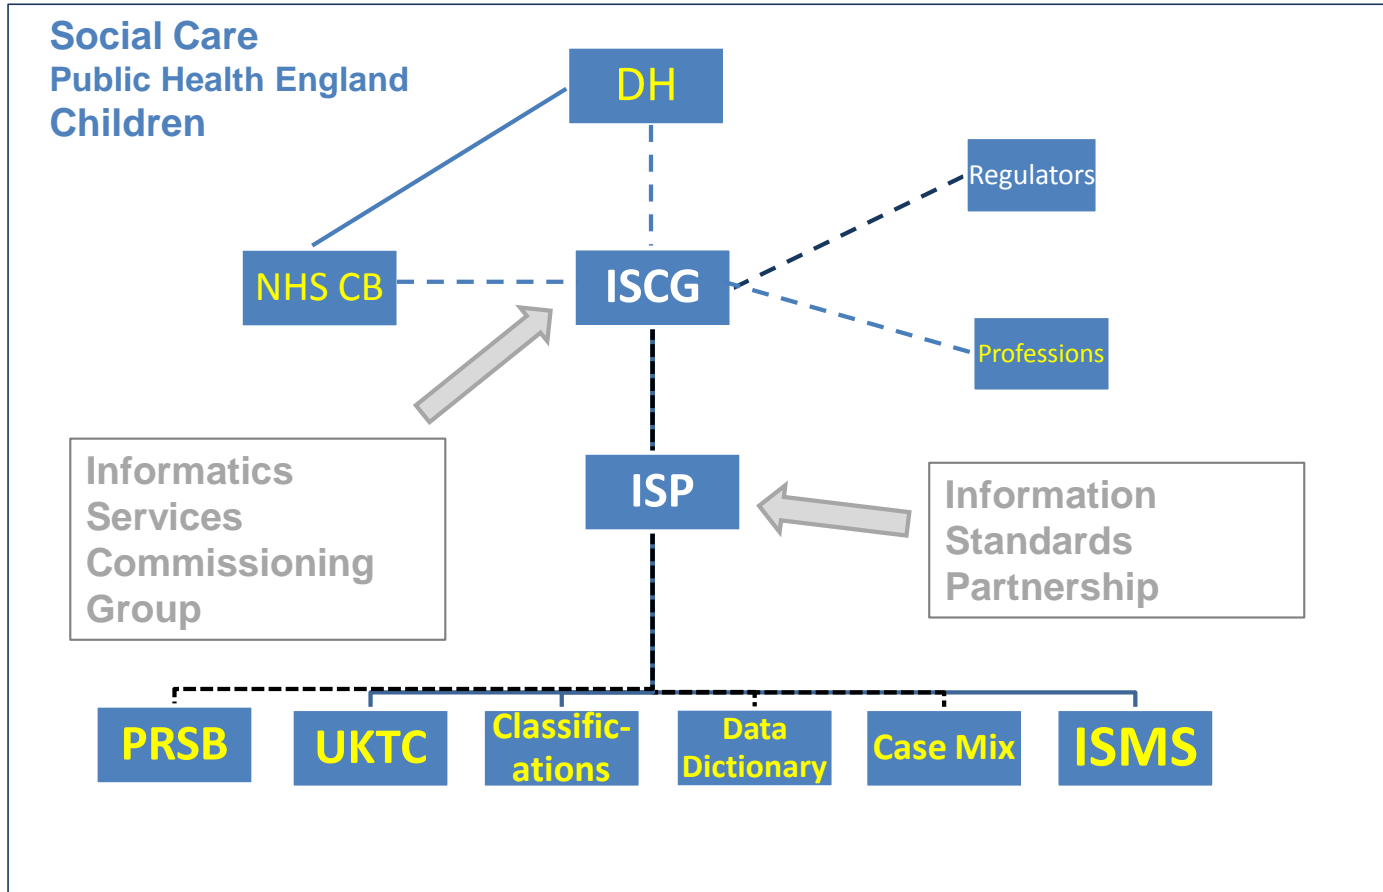 Social Care
Public Health England
Children
DH
Regulators
NHS CB
ISCG
Professions
Informatics
Services
Commissioning
Group
ISP
Information
Standards
Partnership
PRSB
UKTC
Classific-
ations
Data
Dictionary
Case Mix
ISMS